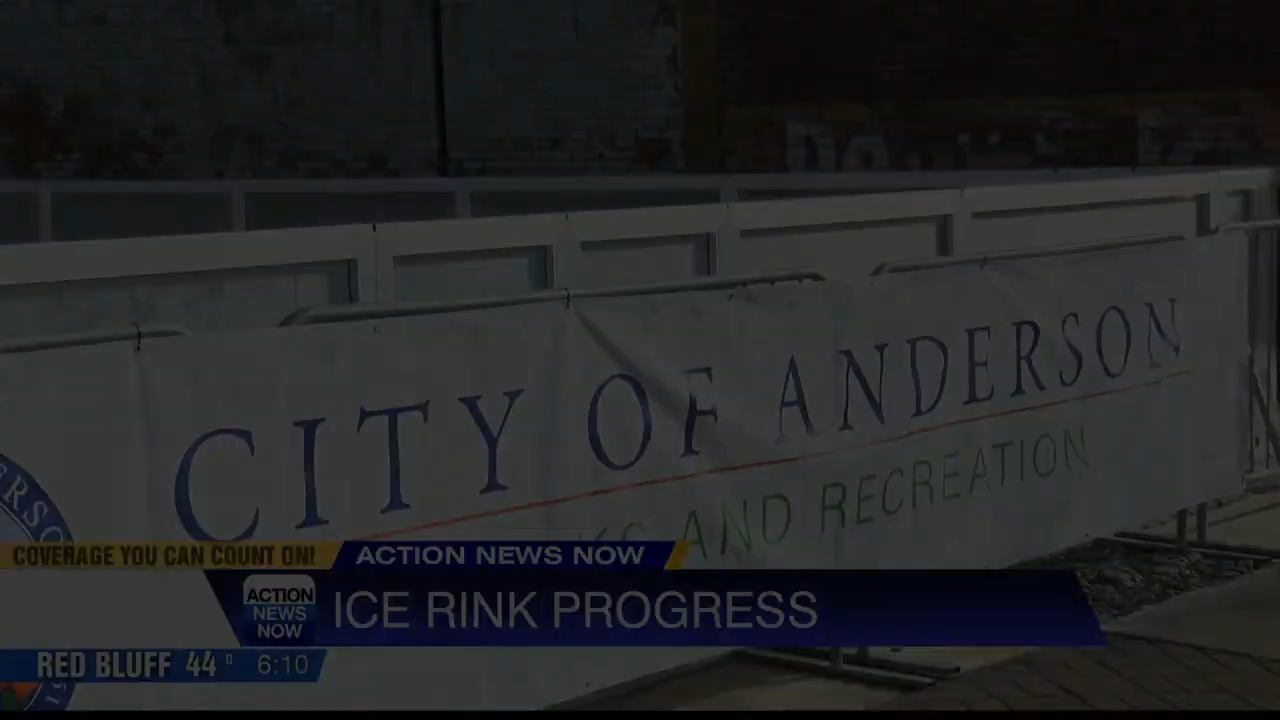 CITY OF ANDERSON
AND RECREATION
COVERAGE YOU CAN COUNT ON!
ACTION NEWS NOW
ACTION
NEWS
NOW
ICE RINK PROGRESS
RED BLUFF 44° 6:10